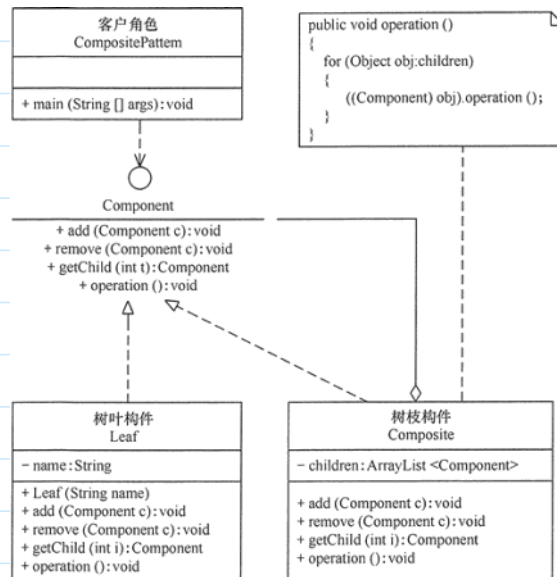 客户角色
CompositePattem
+ main (String [] args): void
public void operation ()
{
for (Object obj:children)
{
((Component) obj).operation ();
}
}
Component
+ add (Component c): void
+ remove (Component c): void
+ getChild (int t): Component
+ operation (): void
树叶构件
Leaf
- name: String
+ Leaf (String name)
+ add (Component c): void
+ remove (Component c): void
+ getChild (int i): Component
+ operation (): void
树枝构件
Composite
- children: ArrayList <Component>
+ add (Component c): void
+ remove (Component c): void
+ getChild (int i): Component
+ operation (): void